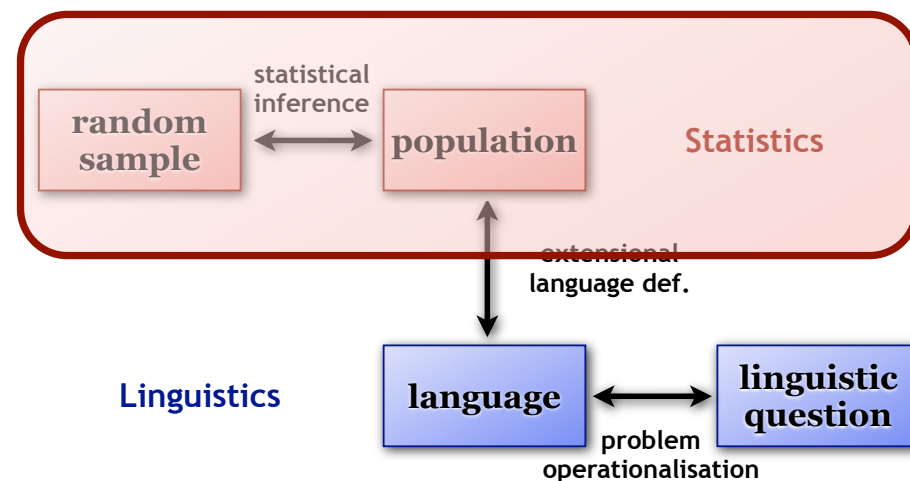 statistical
inference
random
sample
population
Statistics
extensional
language def.
Linguistics
language
linguistic
question
problem
operationalisation